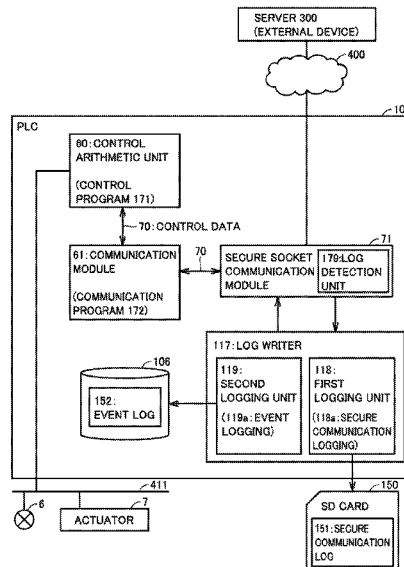 SERVER 300
(EXTERNAL DEVICE)
400
10
PLC
60: CONTROL
ARITHMETIC UNIT
(CONTROL
PROGRAM 171)
70: CONTROL DATA
71
61: COMMUNICATION
MODULE
(COMMUNICATION
PROGRAM 172)
70
SECURE SOCKET
COMMUNICATION
MODULE
179: LOG
DETECTION
UNIT
117: LOG WRITER
106
152:
EVENT LOG
119:
SECOND
LOGGING UNIT
(119a: EVENT
LOGGING)
118:
FIRST
LOGGING UNIT
(118a: SECURE
COMMUNICATION
LOGGING)
411
150
6
7
ACTUATOR
SD CARD
151: SECURE
COMMUNICATION
LOG